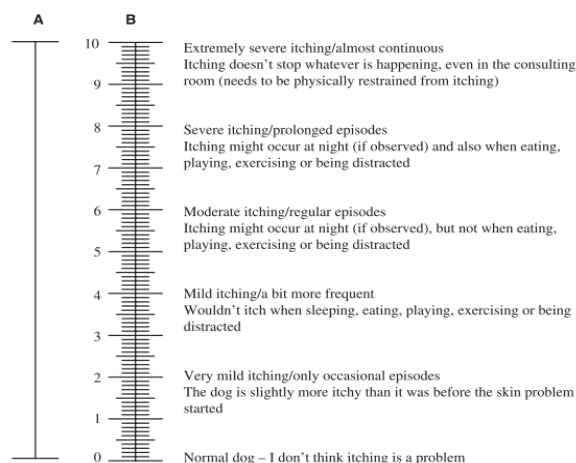 A B
10 Extremely severe itching/almost continuous
Itching doesn't stop whatever is happening, even in the consulting
9 room (needs to be physically restrained from itching)
8 Severe itching/prolonged episodes
Itching might occur at night (if observed) and also when eating,
7 playing, exercising or being distracted
6 Moderate itching/regular episodes
Itching might occur at night (if observed), but not when eating,
5 playing, exercising or being distracted
4 Mild itching/a bit more frequent
Wouldn't itch when sleeping, eating, playing, exercising or being
3 distracted
2 Very mild itching/only occasional episodes
The dog is slightly more itchy than it was before the skin problem
1 started
0 Normal dog – I don't think itching is a problem